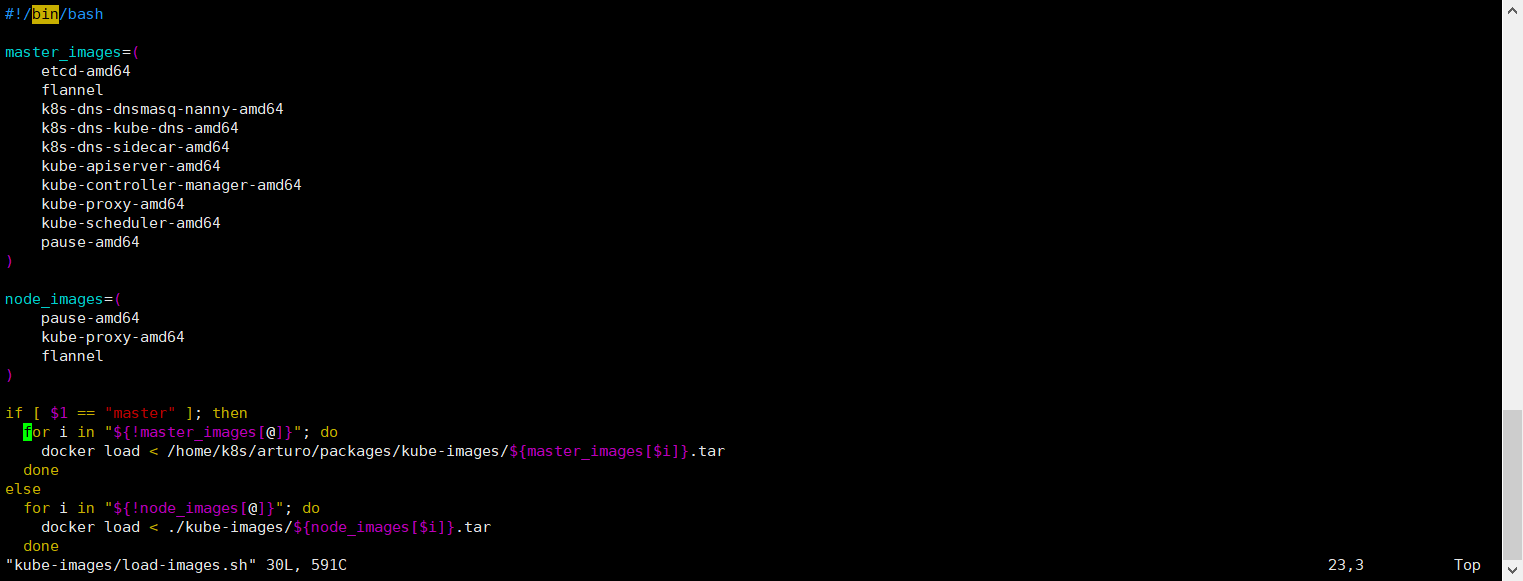 #!/bin/bash
master_images=(
    etcd-amd64
    flannel
    k8s-dns-dnsmasq-nanny-amd64
    k8s-dns-kube-dns-amd64
    k8s-dns-sidecar-amd64
    kube-apiserver-amd64
    kube-controller-manager-amd64
    kube-proxy-amd64
    kube-scheduler-amd64
    pause-amd64
)
node_images=(
    pause-amd64
    kube-proxy-amd64
    flannel
)
if [ $1 == "master" ]; then
  for i in "${!master_images[@]}"; do
    docker load < /home/k8s/arturo/packages/kube-images/${master_images[$i]}.tar
  done
else
  for i in "${!node_images[@]}"; do
    docker load < ./kube-images/${node_images[$i]}.tar
  done
"kube-images/load-images.sh" 30L, 591C 23,3 Top